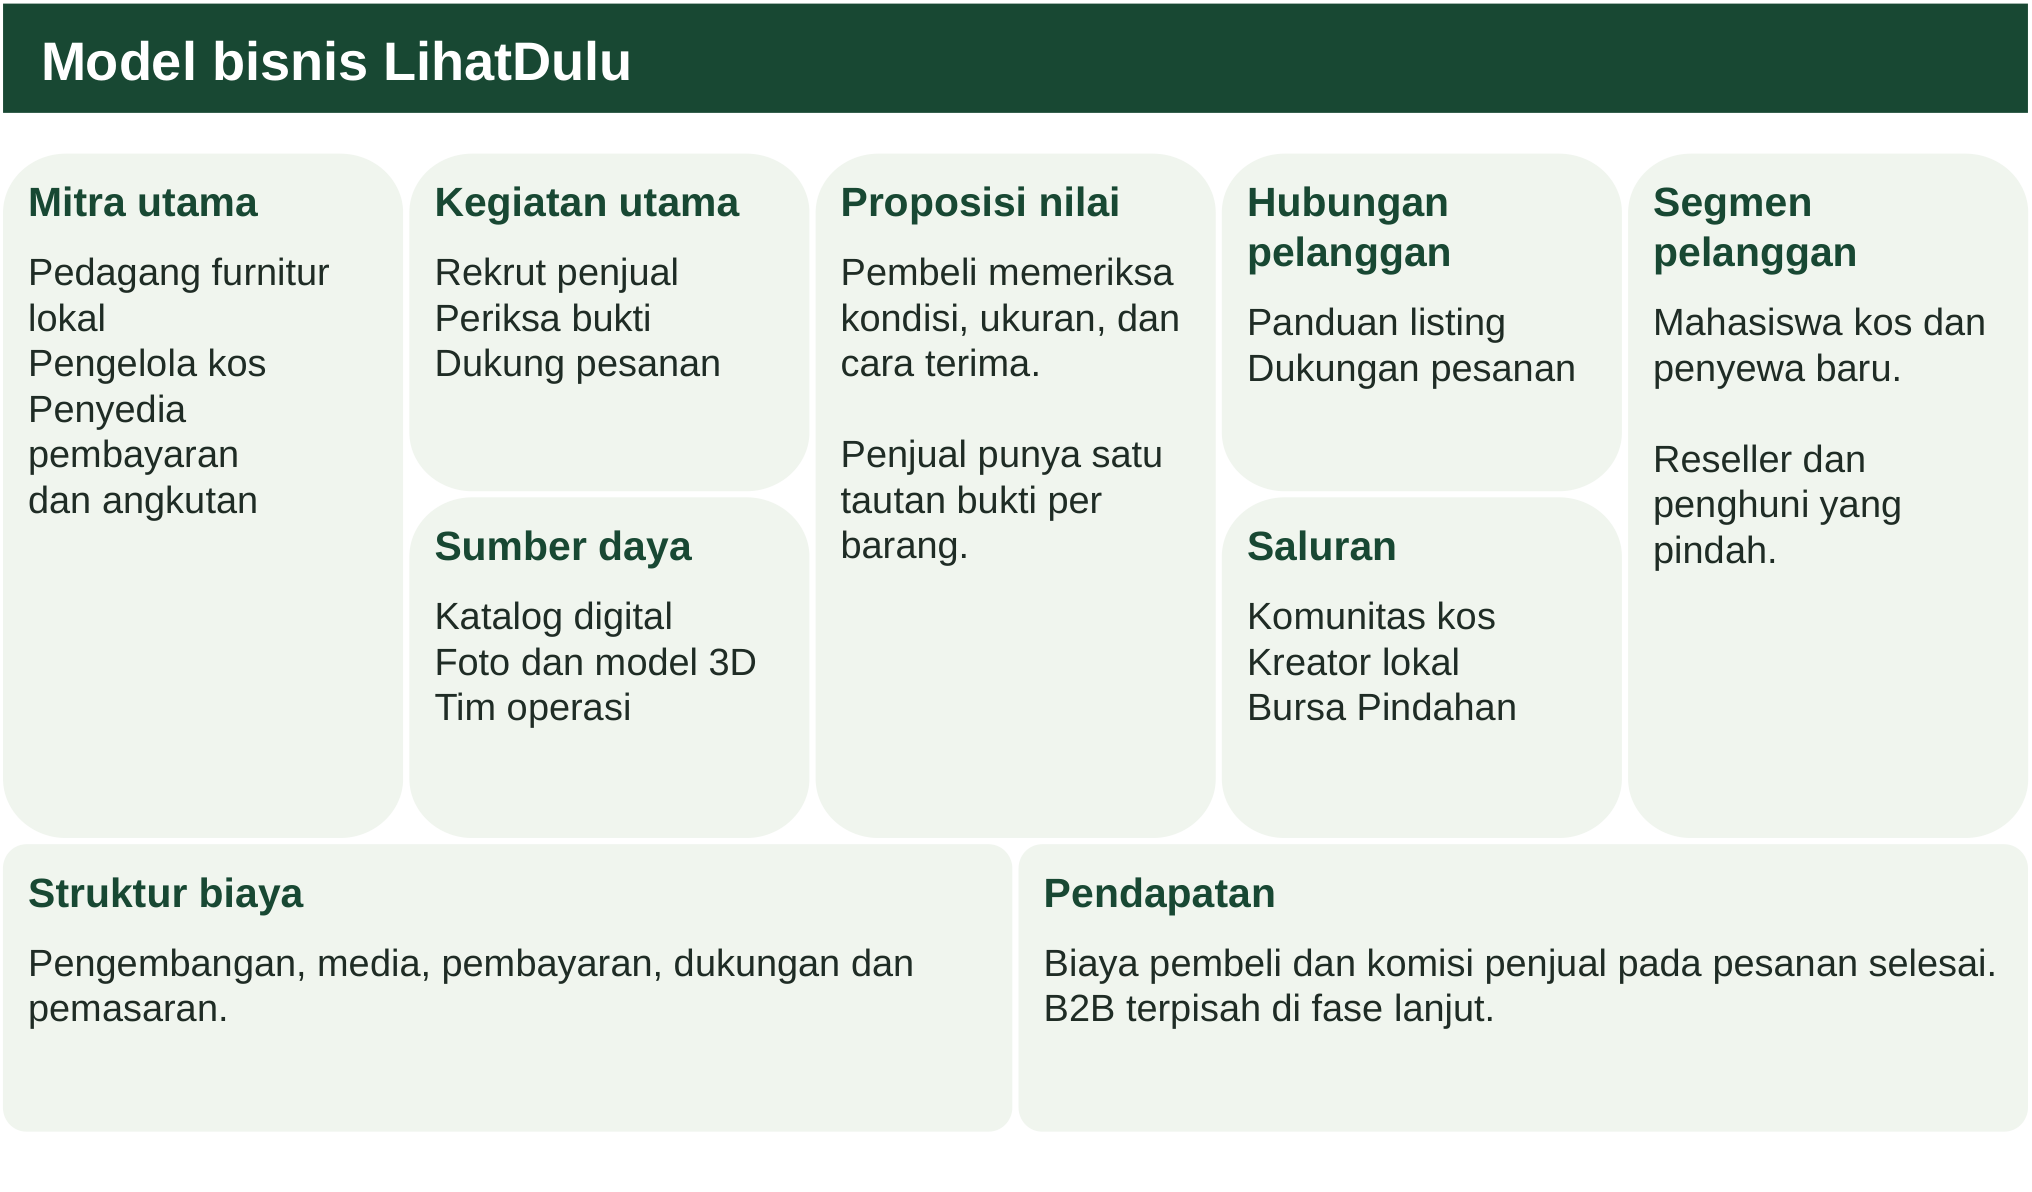 Model bisnis LihatDulu
Mitra utama
Pedagang furnitur
lokal
Pengelola kos
Penyedia
pembayaran
dan angkutan
Kegiatan utama
Rekrut penjual
Periksa bukti
Dukung pesanan
Sumber daya
Katalog digital
Foto dan model 3D
Tim operasi
Proposisi nilai
Pembeli memeriksa
kondisi, ukuran, dan
cara terima.
Penjual punya satu
tautan bukti per
barang.
Hubungan
pelanggan
Panduan listing
Dukungan pesanan
Saluran
Komunitas kos
Kreator lokal
Bursa Pindahan
Segmen
pelanggan
Mahasiswa kos dan
penyewa baru.
Reseller dan
penghuni yang
pindah.
Struktur biaya
Pengembangan, media, pembayaran, dukungan dan
pemasaran.
Pendapatan
Biaya pembeli dan komisi penjual pada pesanan selesai.
B2B terpisah di fase lanjut.